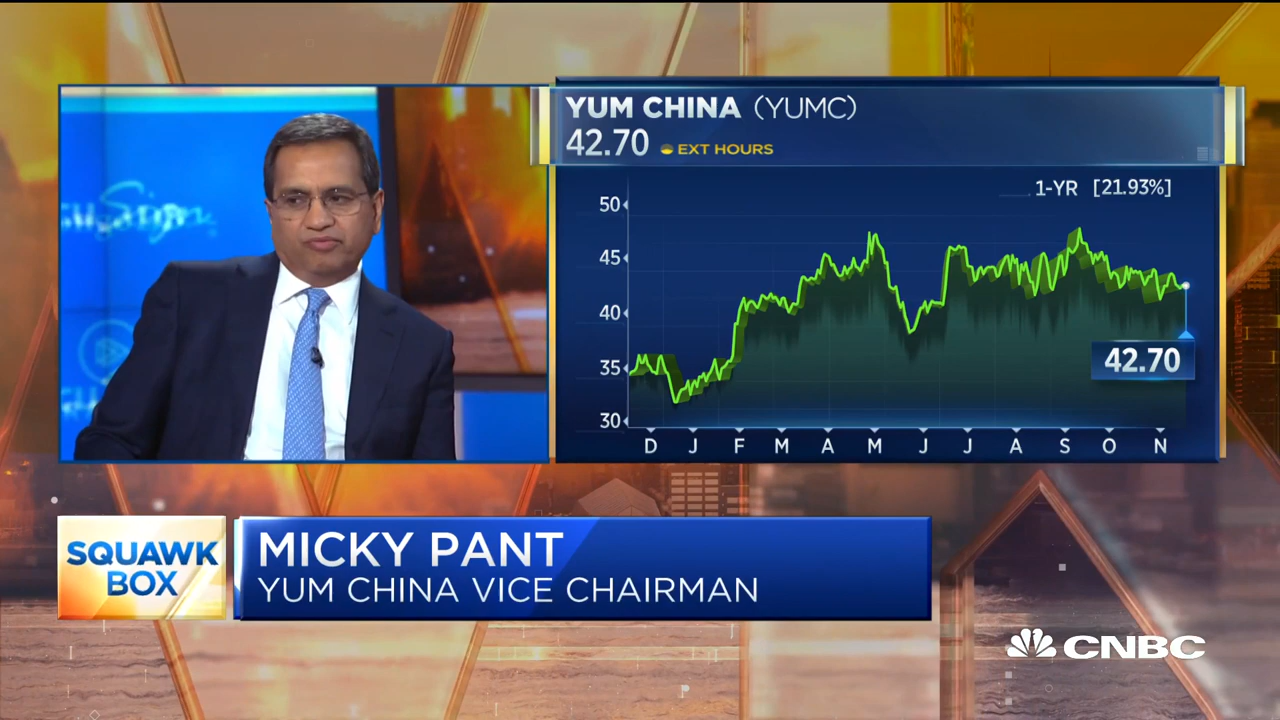 YUM CHINA (YUMC)
42.70 EXT HOURS
1-YR [21.93%]
50
45
40
35
30
42.70
D J F M A M J J A S O N
SQUAWK
BOX
MICKY PANT
YUM CHINA VICE CHAIRMAN
CNBC